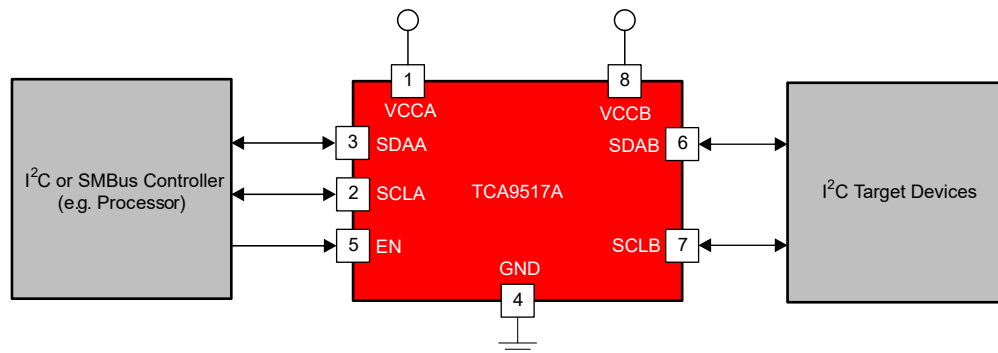 1
8
VCCA
VCCB
3
SDAA
SDAB
6
I²C or SMBus Controller
(e.g. Processor)
2
SCLA
TCA9517A
I²C Target Devices
5
EN
SCLB
7
GND
4